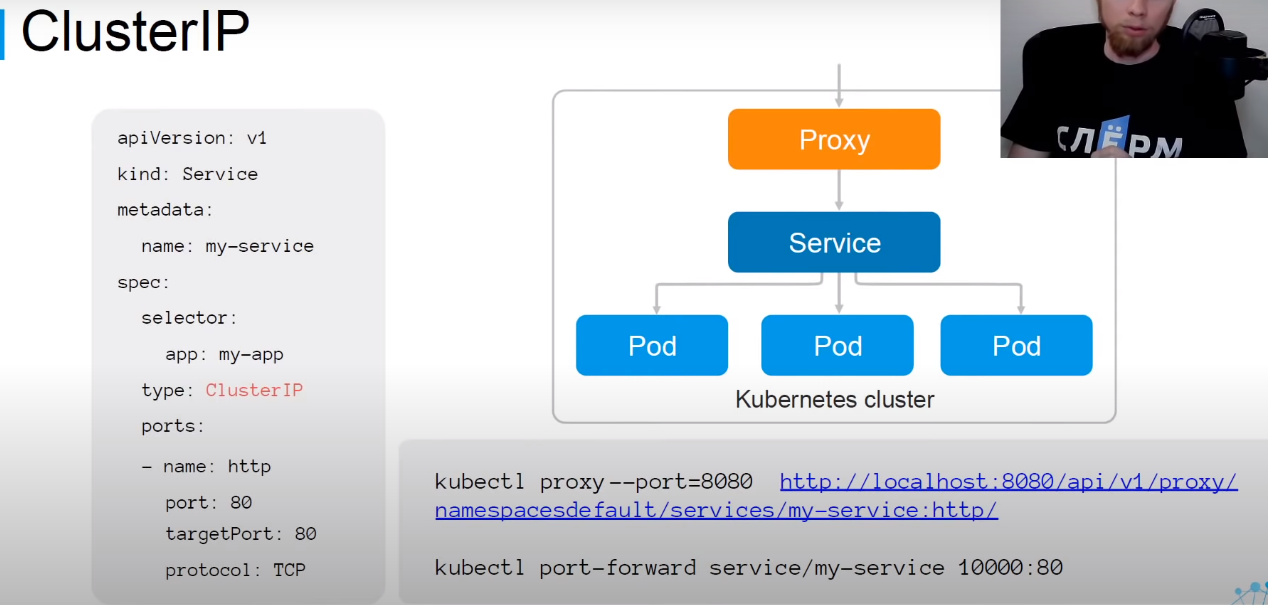 ClusterIP
apiVersion: v1
kind: Service
metadata:
name: my-service
spec:
selector:
app: my-app
type: ClusterIP
ports:
- name: http
port: 80
targetPort: 80
protocol: TCP
Proxy
Service
Pod Pod Pod
Kubernetes cluster
kubectl proxy --port=8080 http://localhost:8080/api/v1/proxy/
namespacesdefault/services/my-service:http/
kubectl port-forward service/my-service 10000:80
СЛЁРМ